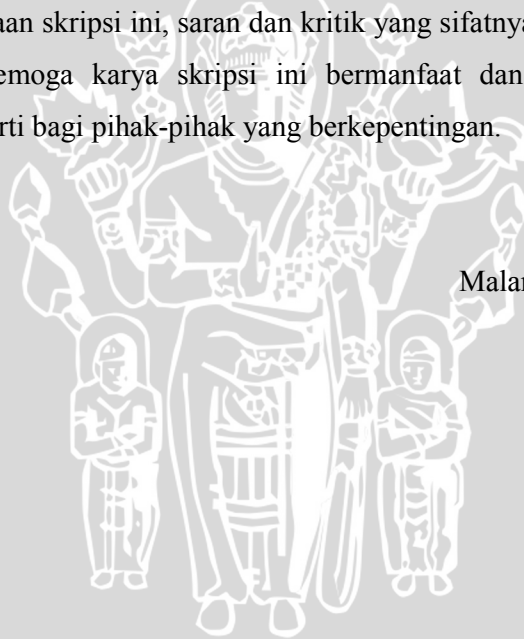 aan skripsi ini, saran dan kritik yang sifatnya
emoga karya skripsi ini bermanfaat dan
rti bagi pihak-pihak yang berkepentingan.
Malan